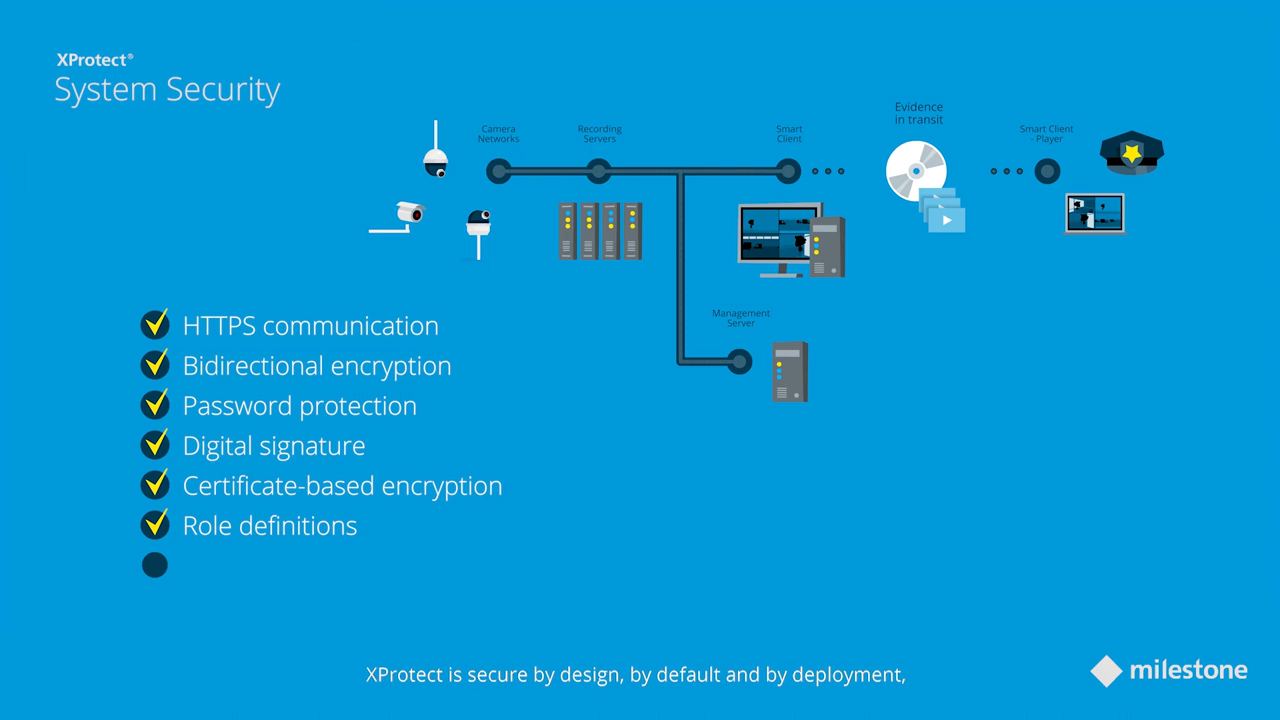 XProtect®
System Security
Camera
Networks
Recording
Servers
Smart
Client
Evidence
in transit
Smart Client
- Player
Management
Server
HTTPS communication
Bidirectional encryption
Password protection
Digital signature
Certificate-based encryption
Role definitions
XProtect is secure by design, by default and by deployment,
milestone